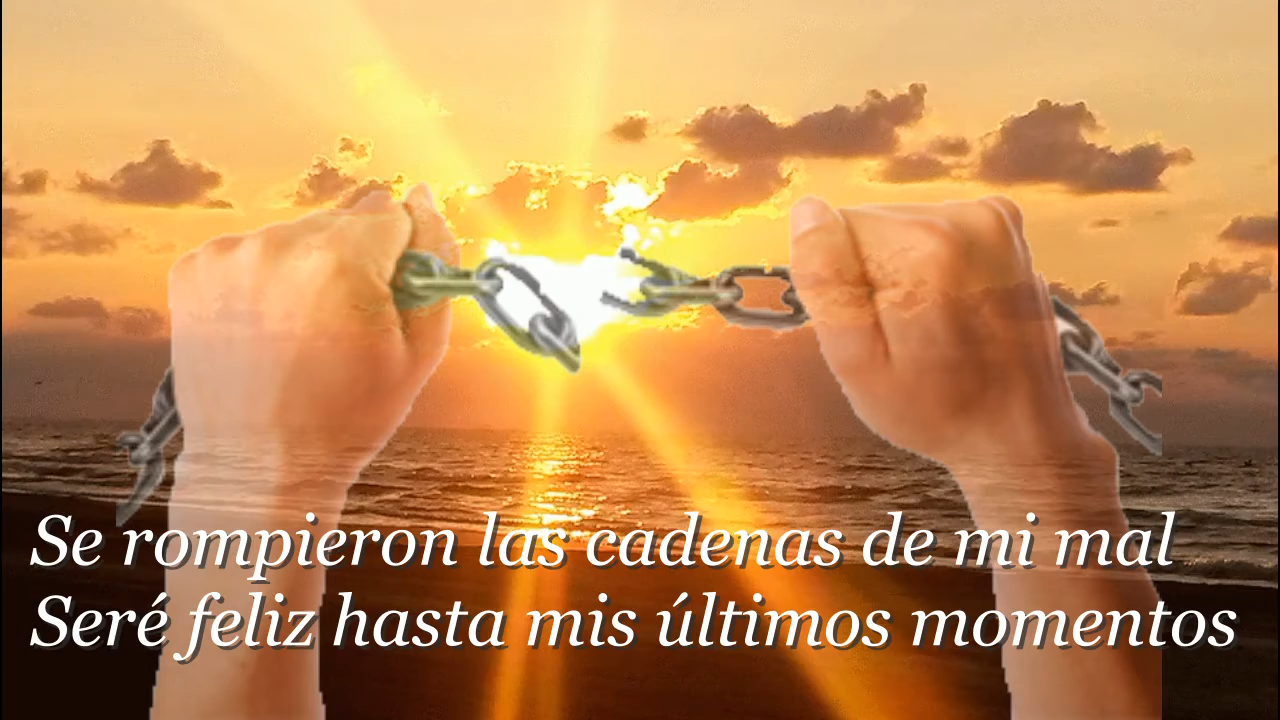 Se rompieron las cadenas de mi mal
Seré feliz hasta mis últimos momentos